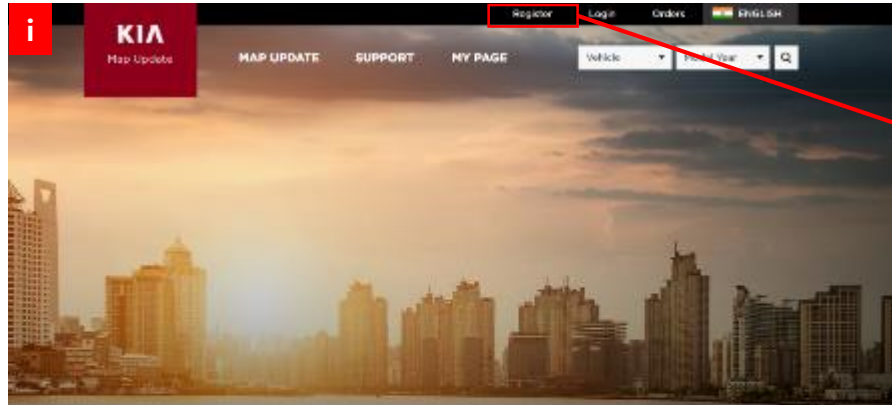 i
Register Login Orders ENGLISH
KIA
Map Update
MAP UPDATE SUPPORT MY PAGE
Vehicle Model Year